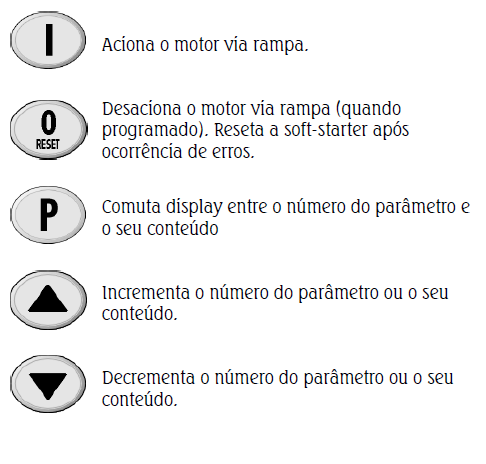 I
Aciona o motor via rampa.
0
RESET
Desaciona o motor via rampa (quando
programado). Reseta a soft-starter após
ocorrência de erros.
P
Comuta display entre o número do parâmetro e
o seu conteúdo
Incrementa o número do parâmetro ou o seu
conteúdo.
Decrementa o número do parâmetro ou o seu
conteúdo.